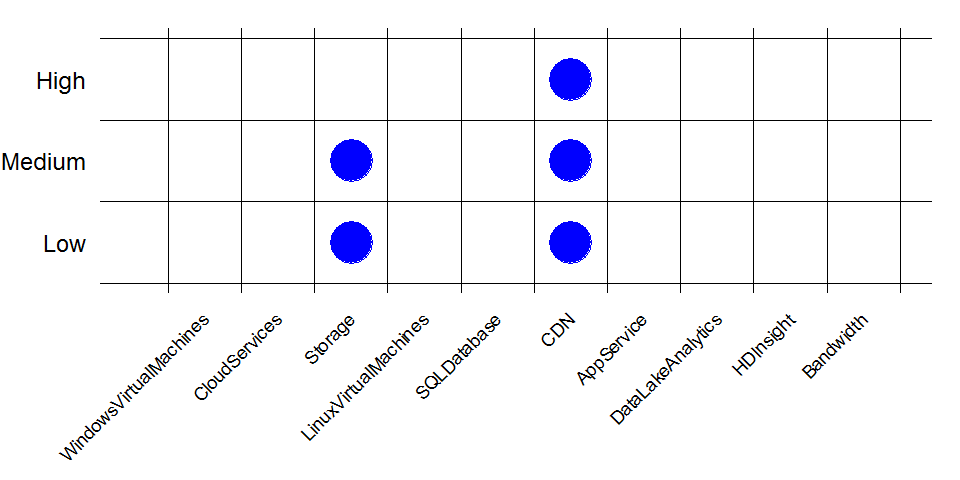 High
Medium
Low
WindowsVirtualMachines
CloudServices
Storage
LinuxVirtualMachines
SQLDatabase
CDN
AppService
DataLakeAnalytics
HDInsight
Bandwidth